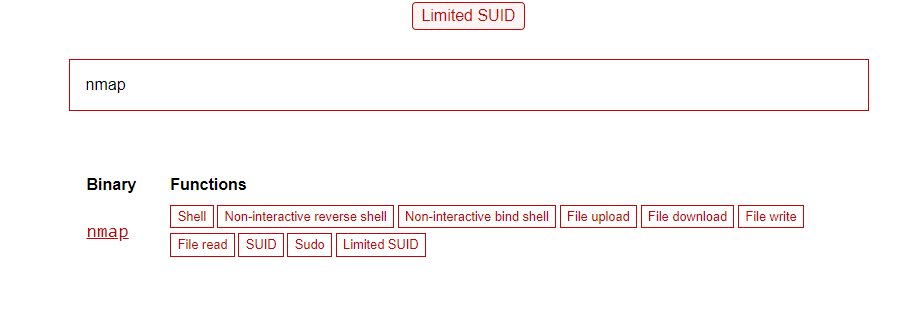 Limited SUID
nmap
Binary Functions
Shell Non-interactive reverse shell Non-interactive bind shell File upload File download File write
nmap
File read SUID Sudo Limited SUID